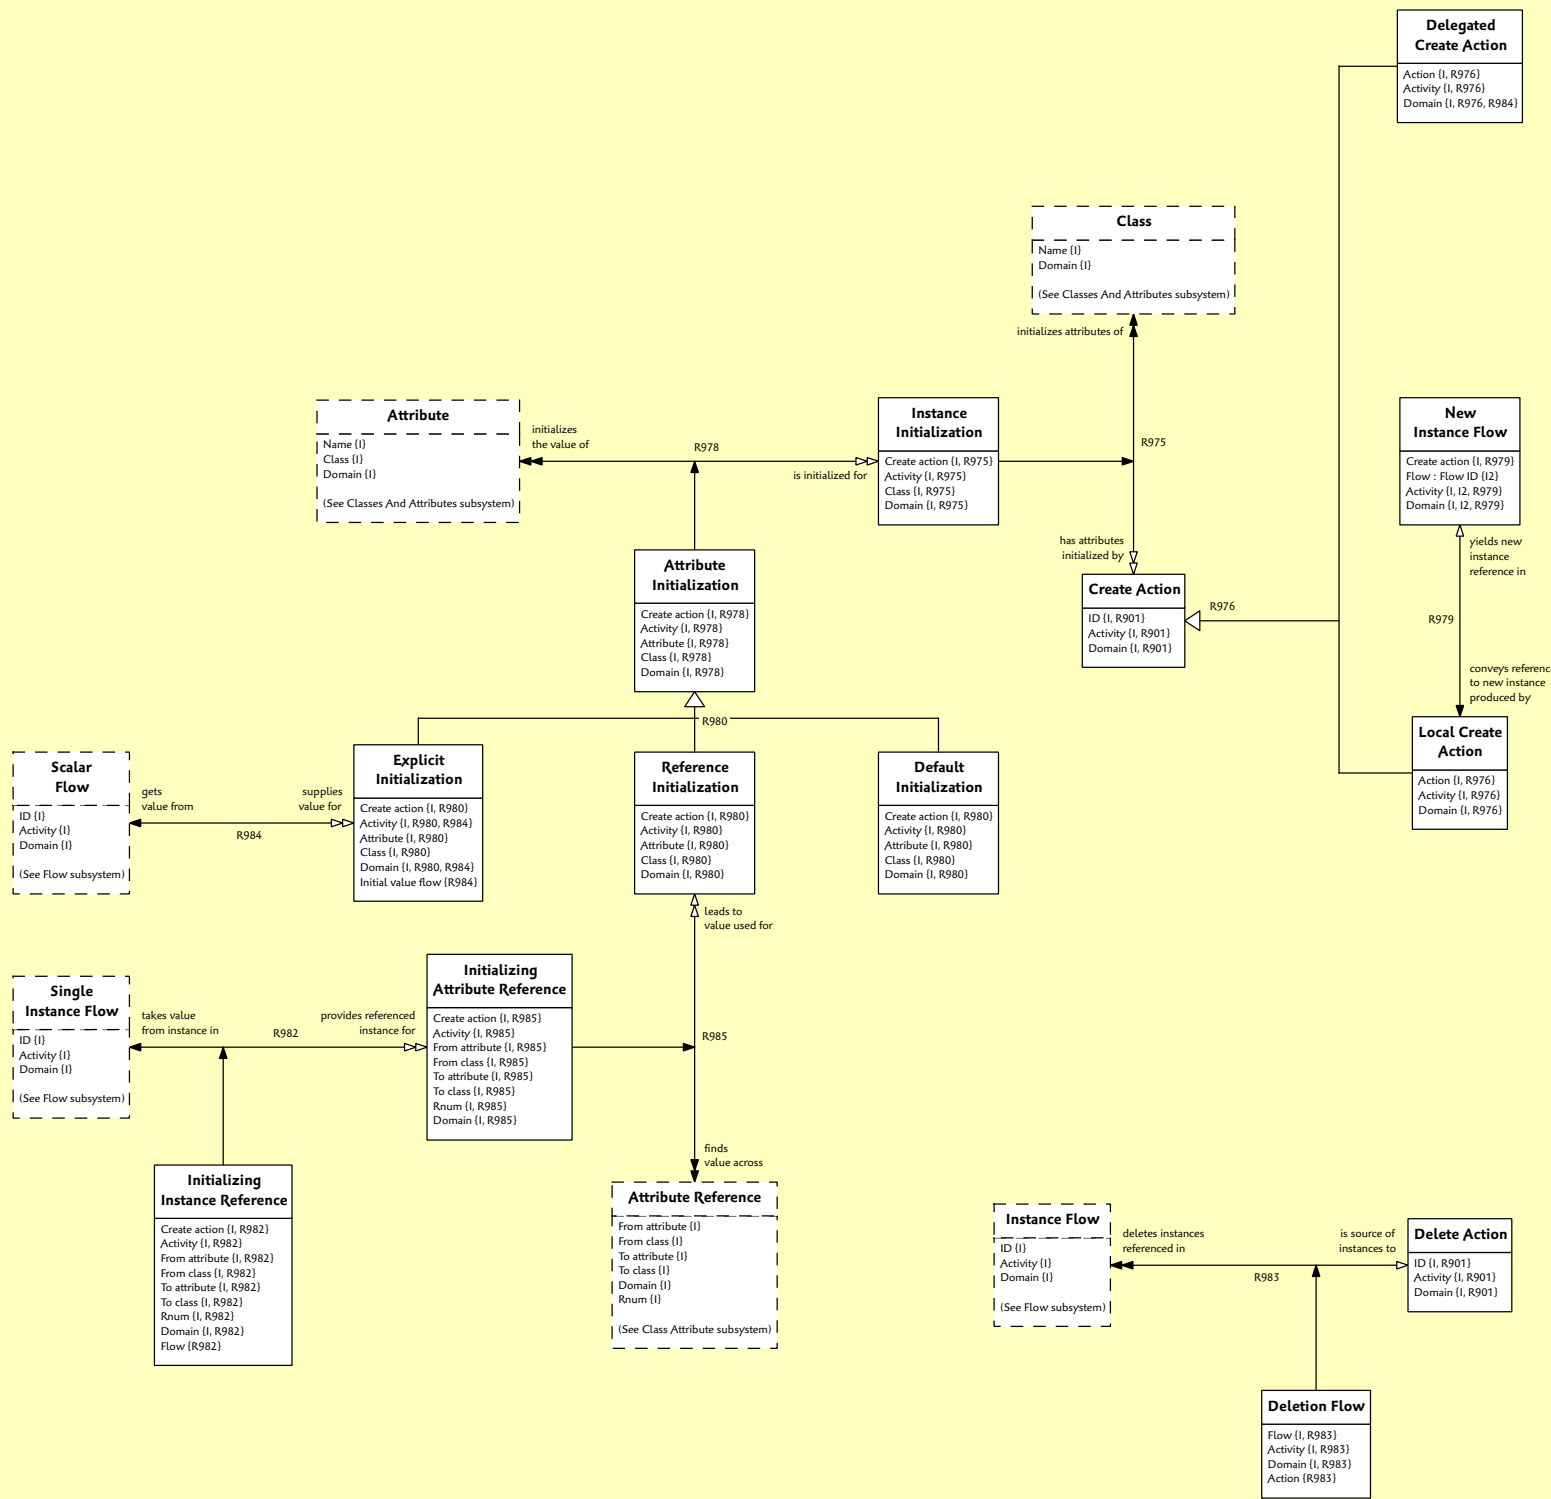 Delegated
Create Action
Action {I, R976}
Activity {I, R976}
Domain {I, R976, R984}
Class
Name {I}
Domain {I}
(See Classes And Attributes subsystem)
initializes attributes of
R975
has attributes
initialized by
Attribute
Name {I}
Class {I}
Domain {I}
(See Classes And Attributes subsystem)
initializes
the value of
R978
is initialized for
Instance
Initialization
Create action {I, R975}
Activity {I, R975}
Class {I, R975}
Domain {I, R975}
New
Instance Flow
Create action {I, R979}
Flow : Flow ID {I2}
Activity {I, I2, R979}
Domain {I, I2, R979}
yields new
instance
reference in
R979
conveys referenc
to new instance
produced by
Attribute
Initialization
Create action {I, R978}
Activity {I, R978}
Attribute {I, R978}
Class {I, R978}
Domain {I, R978}
Create Action
ID {I, R901}
Activity {I, R901}
Domain {I, R901}
R976
Local Create
Action
Action {I, R976}
Activity {I, R976}
Domain {I, R976}
R980
Scalar
Flow
ID {I}
Activity {I}
Domain {I}
(See Flow subsystem)
gets
value from
R984
supplies
value for
Explicit
Initialization
Create action {I, R980}
Activity {I, R980, R984}
Attribute {I, R980}
Class {I, R980}
Domain {I, R980, R984}
Initial value flow {R984}
Reference
Initialization
Create action {I, R980}
Activity {I, R980}
Attribute {I, R980}
Class {I, R980}
Domain {I, R980}
Default
Initialization
Create action {I, R980}
Activity {I, R980}
Attribute {I, R980}
Class {I, R980}
Domain {I, R980}
leads to
value used for
R985
finds
value across
Single
Instance Flow
ID {I}
Activity {I}
Domain {I}
(See Flow subsystem)
takes value
from instance in
R982
provides referenced
instance for
Initializing
Attribute Reference
Create action {I, R985}
Activity {I, R985}
From attribute {I, R985}
From class {I, R985}
To attribute {I, R985}
To class {I, R985}
Rnum {I, R985}
Domain {I, R985}
Initializing
Instance Reference
Create action {I, R982}
Activity {I, R982}
From attribute {I, R982}
From class {I, R982}
To attribute {I, R982}
To class {I, R982}
Rnum {I, R982}
Domain {I, R982}
Flow {R982}
Attribute Reference
From attribute {I}
From class {I}
To attribute {I}
To class {I}
Domain {I}
Rnum {I}
(See Class Attribute subsystem)
Instance Flow
ID {I}
Activity {I}
Domain {I}
(See Flow subsystem)
deletes instances
referenced in
R983
is source of
instances to
Delete Action
ID {I, R901}
Activity {I, R901}
Domain {I, R901}
Deletion Flow
Flow {I, R983}
Activity {I, R983}
Domain {I, R983}
Action {R983}